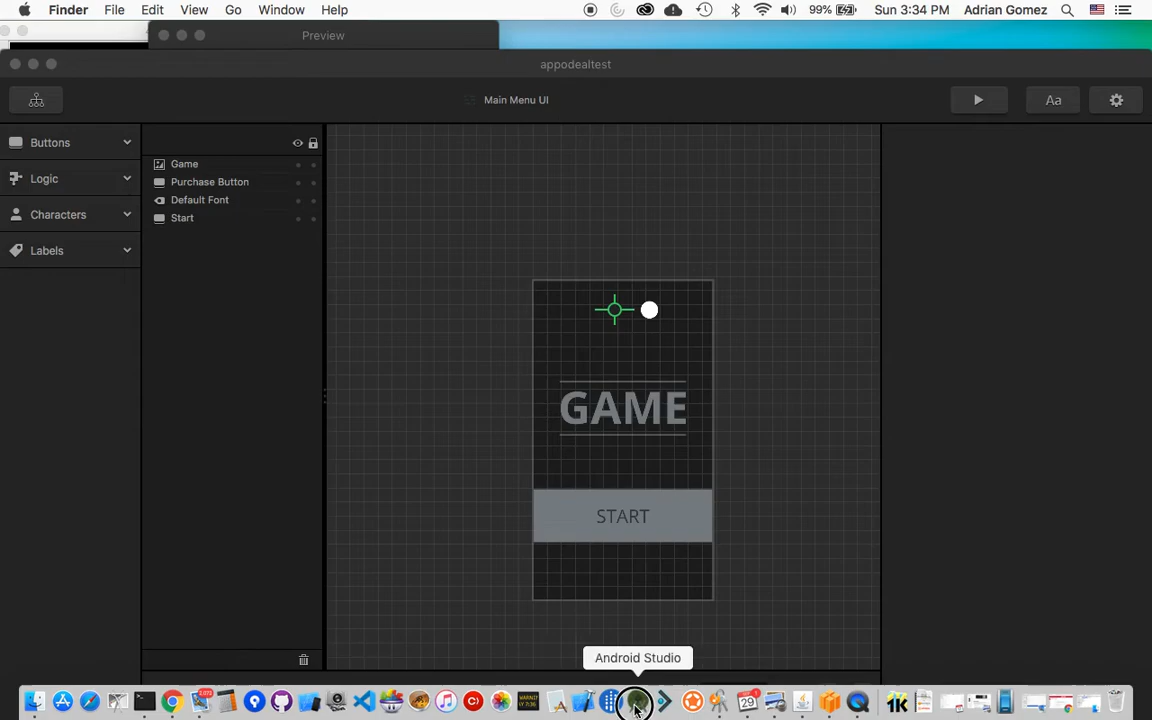 Finder File Edit View Go Window Help 99% Sun 3:34 PM Adrian Gomez
Preview
appodealtest
Main Menu UI Aa
Buttons
Logic
Characters
Labels
Game
Purchase Button
Default Font
Start
GAME
START
Android Studio
29